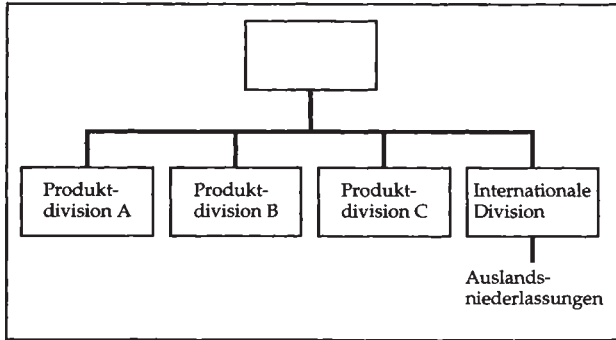 Produkt-
division A
Produkt-
division B
Produkt-
division C
Internationale
Division
Auslands-
niederlassungen